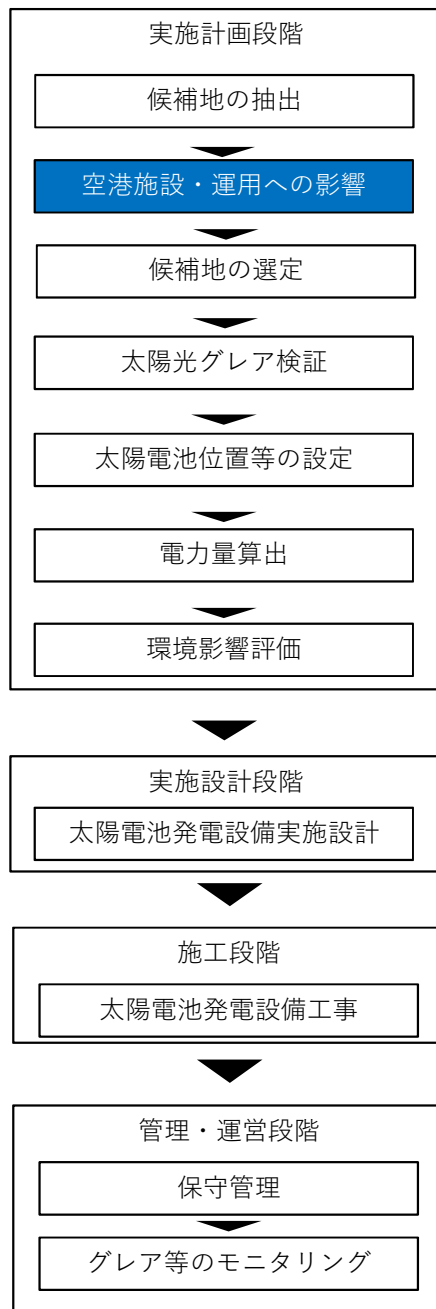 実施計画段階
候補地の抽出
空港施設・運用への影響
候補地の選定
太陽光グレア検証
太陽電池位置等の設定
電力量算出
環境影響評価
実施設計段階
太陽電池発電設備実施設計
施工段階
太陽電池発電設備工事
管理・運営段階
保守管理
グレア等のモニタリング